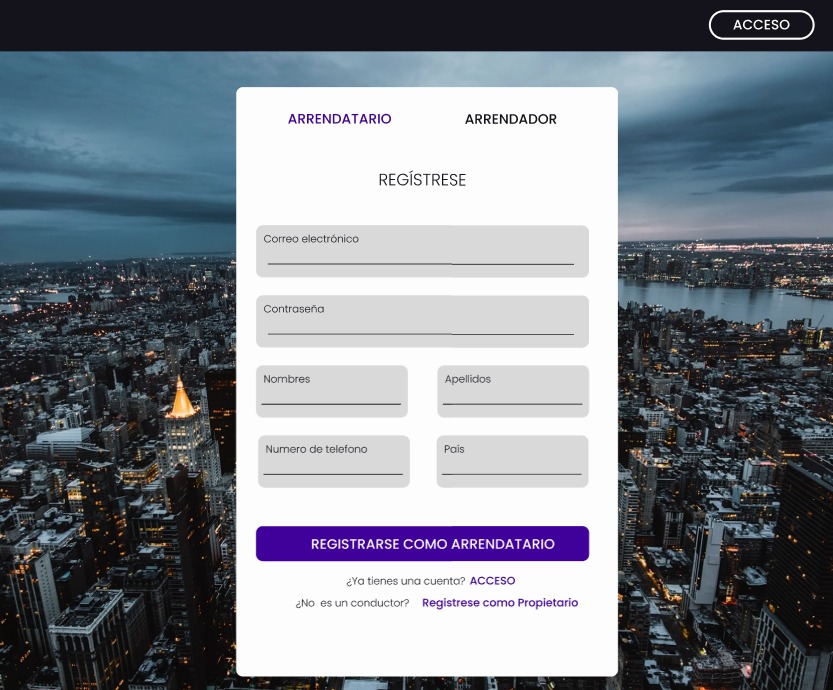 ACCESO
ARRENDATARIO ARRENDADOR
REGÍSTRESE
Correo electrónico
Contraseña
Nombres Apellidos
Numero de telefono País
REGISTRARSE COMO ARRENDATARIO
¿Ya tienes una cuenta? ACCESO
¿No es un conductor? Registrese como Propietario